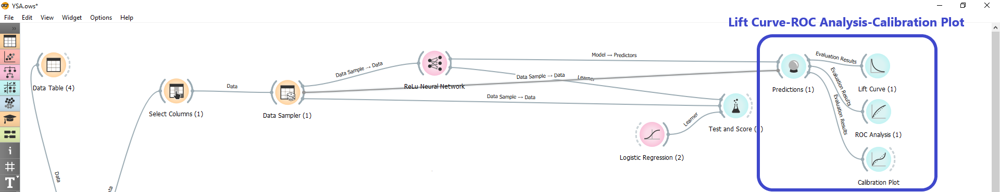 YSA.ows*
File Edit View Widget Options Help
Lift Curve-ROC Analysis-Calibration Plot
Model → Predictors
Evaluation Results
Data Sample → Data
Data Sample → Data
Learner
Evaluation Results
Data Table (4)
Data
ReLu Neural Network
Predictions (1)
Lift Curve (1)
Data Sample → Data
Evaluation Results
Select Columns (1)
Data Sampler (1)
Learner
Test and Score
ROC Analysis (1)
Logistic Regression (2)
Data
Calibration Plot